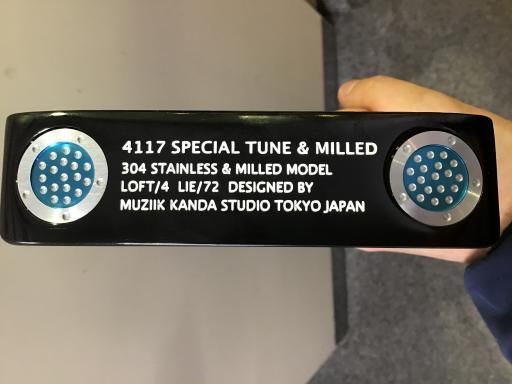 4117 SPECIAL TUNE & MILLED
304 STAINLESS & MILLED MODEL
LOFT/4 LIE/72 DESIGNED BY
MUZIIK KANDA STUDIO TOKYO JAPAN